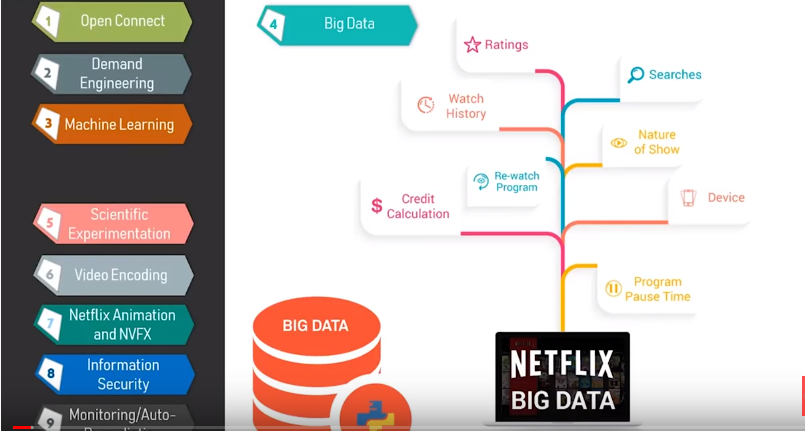 1 Open Connect
2 Demand
Engineering
3 Machine Learning
5 Scientific
Experimentation
6 Video Encoding
7 Netflix Animation
and NVFX
8 Information
Security
9 Monitoring/Auto-
4 Big Data
Ratings
Searches
Watch
History
Nature
of Show
Re-watch
Program
Device
$ Credit
Calculation
Program
Pause Time
BIG DATA
NETFLIX
BIG DATA